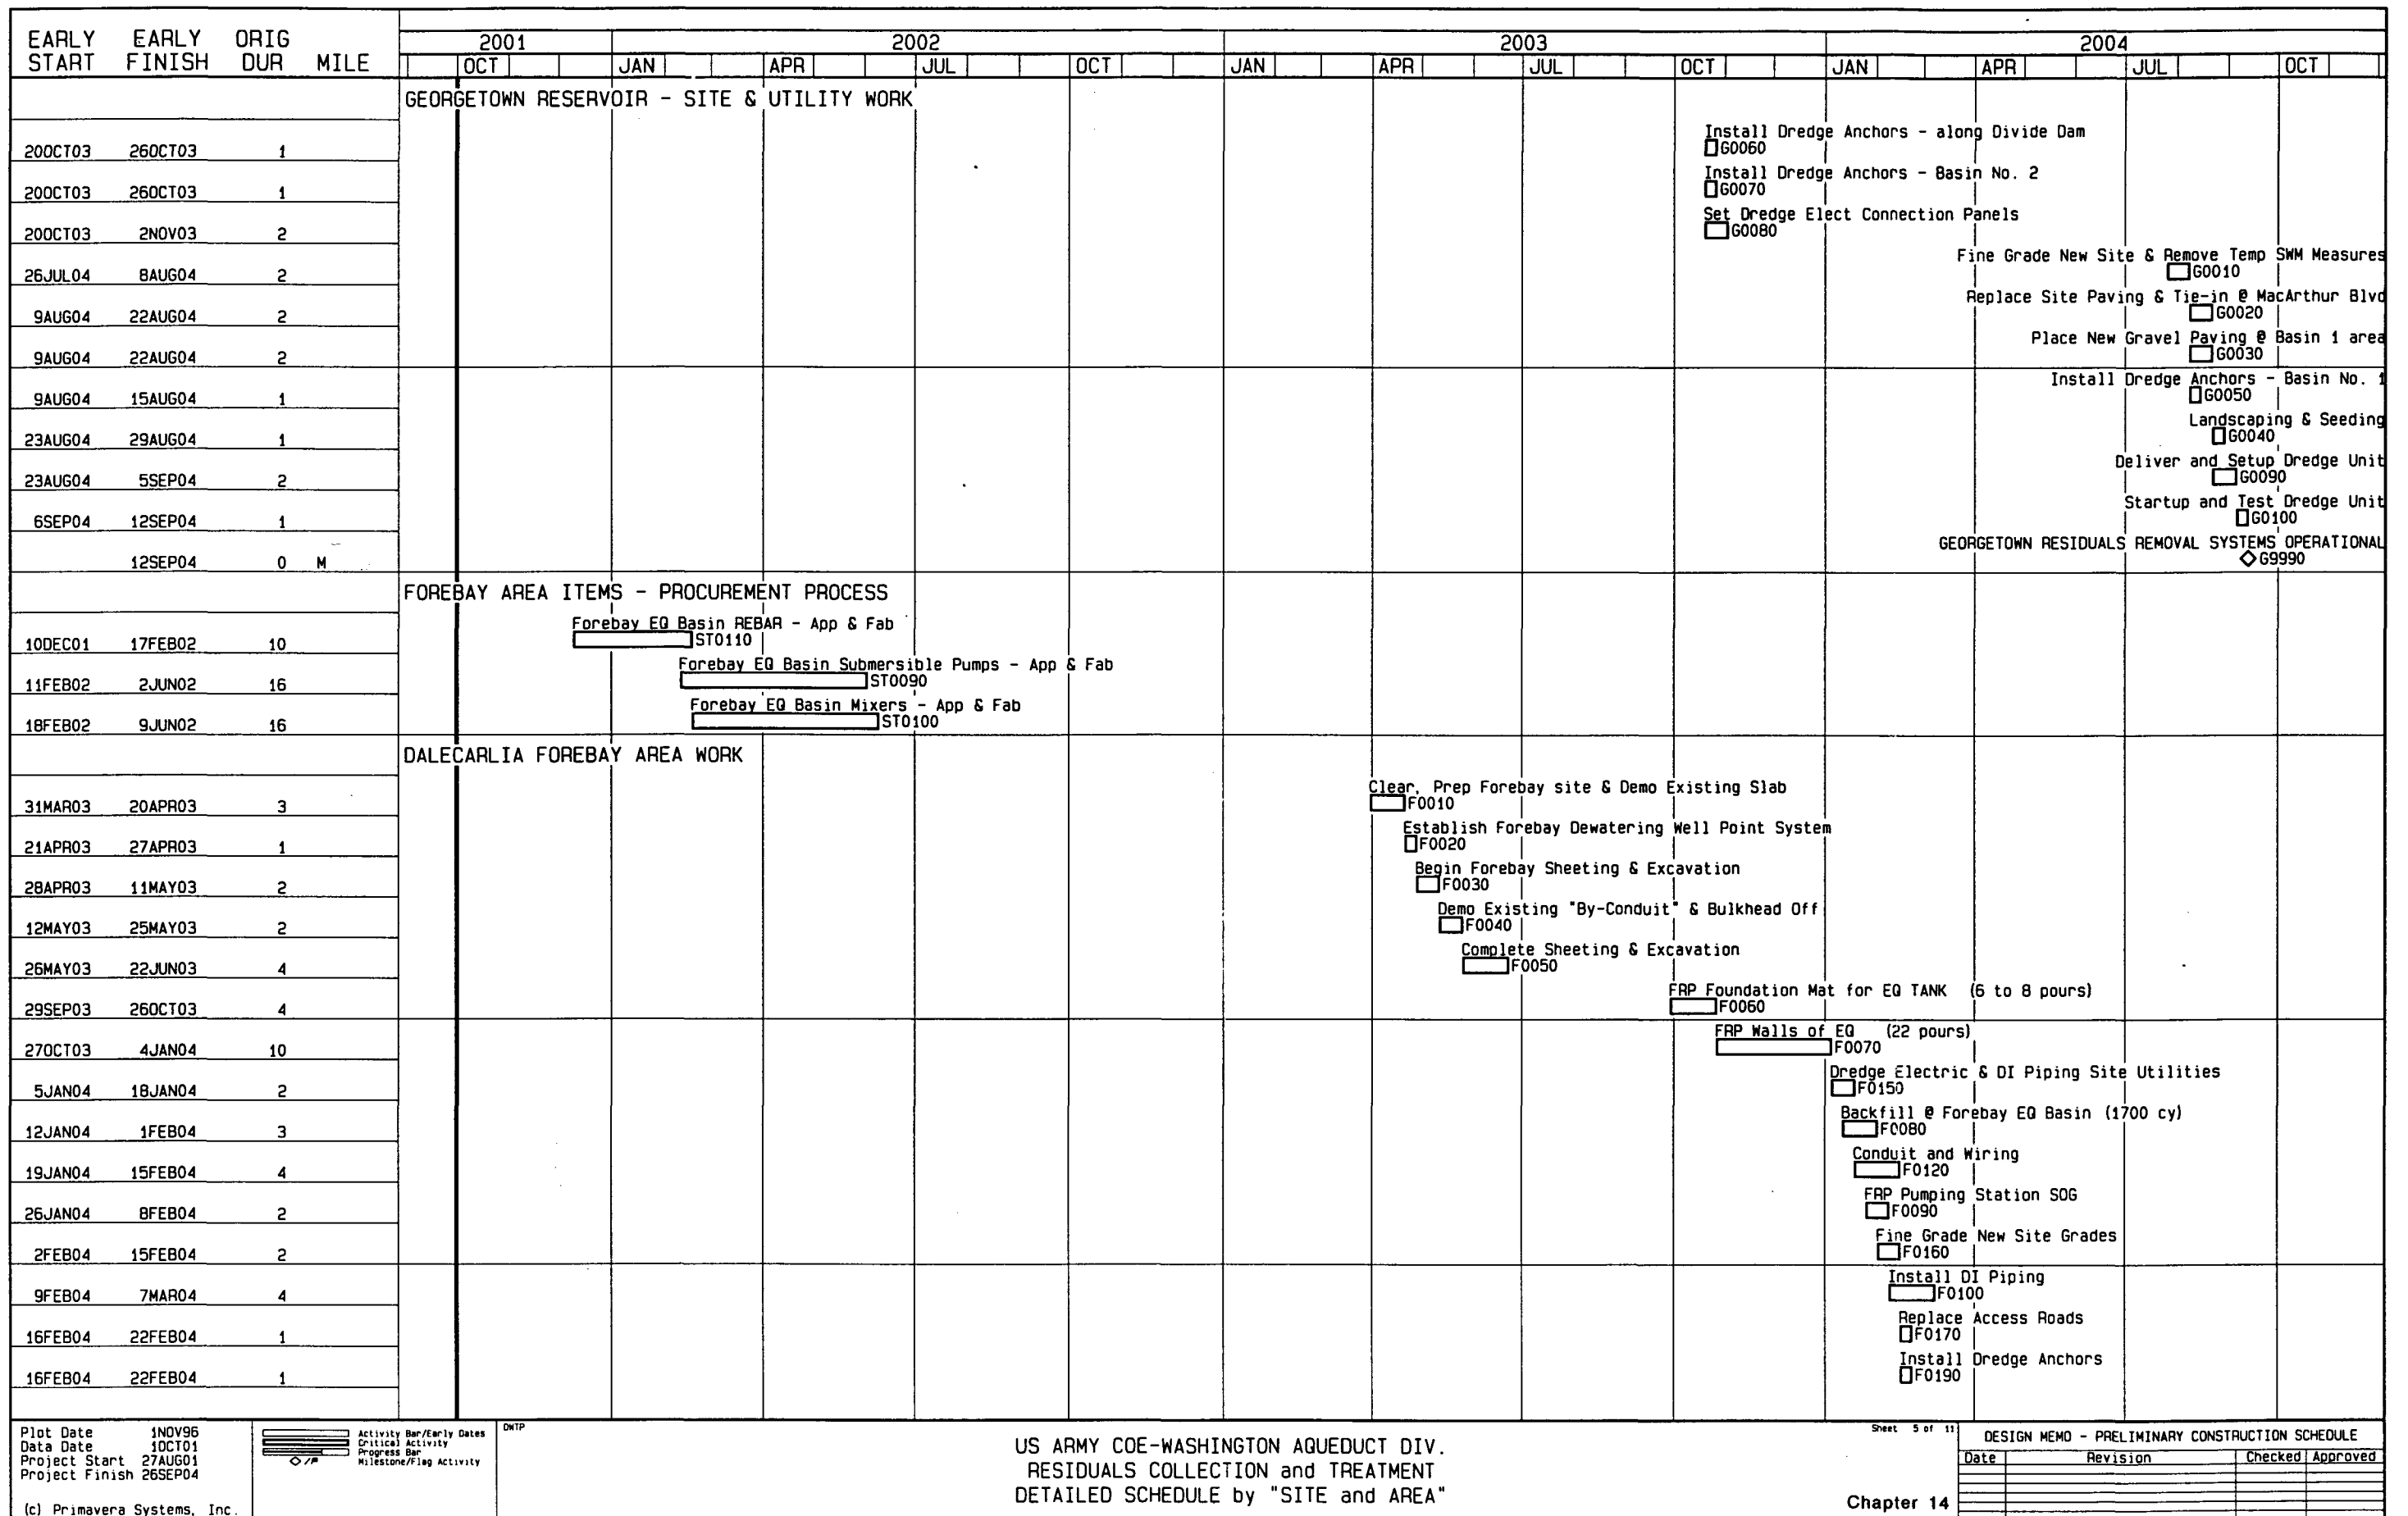 EARLY EARLY ORIG
START FINISH DUR MILE
2001 2002 2003 2004
OCT JAN APR JUL OCT JAN APR JUL OCT JAN APR JUL OCT
GEORGETOWN RESERVOIR - SITE & UTILITY WORK
Install Dredge Anchors - along Divide Dam
20OCT03 26OCT03 1 G0060
Install Dredge Anchors - Basin No. 2
20OCT03 26OCT03 1 G0070
Set Dredge Elect Connection Panels
20OCT03 2NOV03 2 G0080
Fine Grade New Site & Remove Temp SWM Measures
26JUL04 8AUG04 2 G0010
Replace Site Paving & Tie-in @ MacArthur Blvd
9AUG04 22AUG04 2 G0020
Place New Gravel Paving @ Basin 1 area
9AUG04 22AUG04 2 G0030
Install Dredge Anchors - Basin No. 1
9AUG04 15AUG04 1 G0050
Landscaping & Seeding
23AUG04 29AUG04 1 G0040
Deliver and Setup Dredge Unit
23AUG04 5SEP04 2 G0090
Startup and Test Dredge Unit
6SEP04 12SEP04 1 G0100
GEORGETOWN RESIDUALS REMOVAL SYSTEMS OPERATIONAL
12SEP04 0 M G9990
FOREBAY AREA ITEMS - PROCUREMENT PROCESS
Forebay EQ Basin REBAR - App & Fab
10DEC01 17FEB02 10 ST0110
Forebay EQ Basin Submersible Pumps - App & Fab
11FEB02 2JUN02 16 ST0090
Forebay EQ Basin Mixers - App & Fab
18FEB02 9JUN02 16 ST0100
DALECARLIA FOREBAY AREA WORK
Clear, Prep Forebay site & Demo Existing Slab
31MAR03 20APR03 3 F0010
Establish Forebay Dewatering Well Point System
21APR03 27APR03 1 F0020
Begin Forebay Sheeting & Excavation
28APR03 11MAY03 2 F0030
Demo Existing "By-Conduit" & Bulkhead Off
12MAY03 25MAY03 2 F0040
Complete Sheeting & Excavation
26MAY03 22JUN03 4 F0050
FRP Foundation Mat for EQ TANK (6 to 8 pours)
29SEP03 26OCT03 4 F0060
FRP Walls of EQ (22 pours)
27OCT03 4JAN04 10 F0070
Dredge Electric & DI Piping Site Utilities
5JAN04 18JAN04 2 F0150
Backfill @ Forebay EQ Basin (1700 cy)
12JAN04 1FEB04 3 F0080
Conduit and Wiring
19JAN04 15FEB04 4 F0120
FRP Pumping Station SOG
26JAN04 8FEB04 2 F0090
Fine Grade New Site Grades
2FEB04 15FEB04 2 F0160
Install DI Piping
9FEB04 7MAR04 4 F0100
Replace Access Roads
16FEB04 22FEB04 1 F0170
Install Dredge Anchors
16FEB04 22FEB04 1 F0190
Plot Date 1NOV96
Data Date 1OCT01
Project Start 27AUG01
Project Finish 26SEP04
(c) Primavera Systems, Inc.
Activity Bar/Early Dates
Critical Activity
Progress Bar
Milestone/Flag Activity
DWTP
US ARMY COE-WASHINGTON AQUEDUCT DIV.
RESIDUALS COLLECTION and TREATMENT
DETAILED SCHEDULE by "SITE and AREA"
Sheet 5 of 11
Chapter 14
DESIGN MEMO - PRELIMINARY CONSTRUCTION SCHEDULE
Date Revision Checked Approved